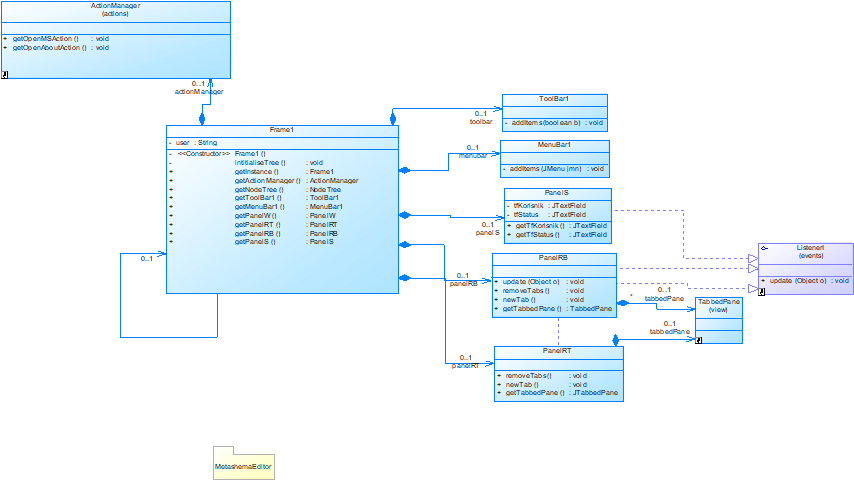 ActionManager
(actions)
+ getOpenMSAction () : void
+ getOpenAboutAction () : void
0..1
actionManager
Frame1
- user : String
- <<Constructor>> Frame1 ()
- intitialiseTree () : void
+ getInstance () : Frame1
+ getActionManager () : ActionManager
+ getNodeTree () : NodeTree
+ getToolBar1 () : ToolBar1
+ getMenuBar1 () : MenuBar1
+ getPanelW () : PanelW
+ getPanelRT () : PanelRT
+ getPanelRB () : PanelRB
+ getPanelS () : PanelS
0..1
0..1
toolbar
ToolBar1
- addItems (boolean b) : void
0..1
menubar
MenuBar1
- addItems (JMenu jmn) : void
0..1
panelS
PanelS
- tfKorisnik : JTextField
- tfStatus : JTextField
+ getTfKorisnik () : JTextField
+ getTfStatus () : JTextField
ListenerI
(events)
+ update (Object o) : void
0..1
panelRB
PanelRB
+ update (Object o) : void
+ removeTabs () : void
+ newTab () : void
+ getTabbedPane () : TabbedPane
*
0..1
tabbedPane
TabbedPane
(view)
0..1
tabbedPane
0..1
panelRT
PanelRT
+ removeTabs () : void
+ newTab () : void
+ getTabbedPane () : JTabbedPane
MetashemaEditor